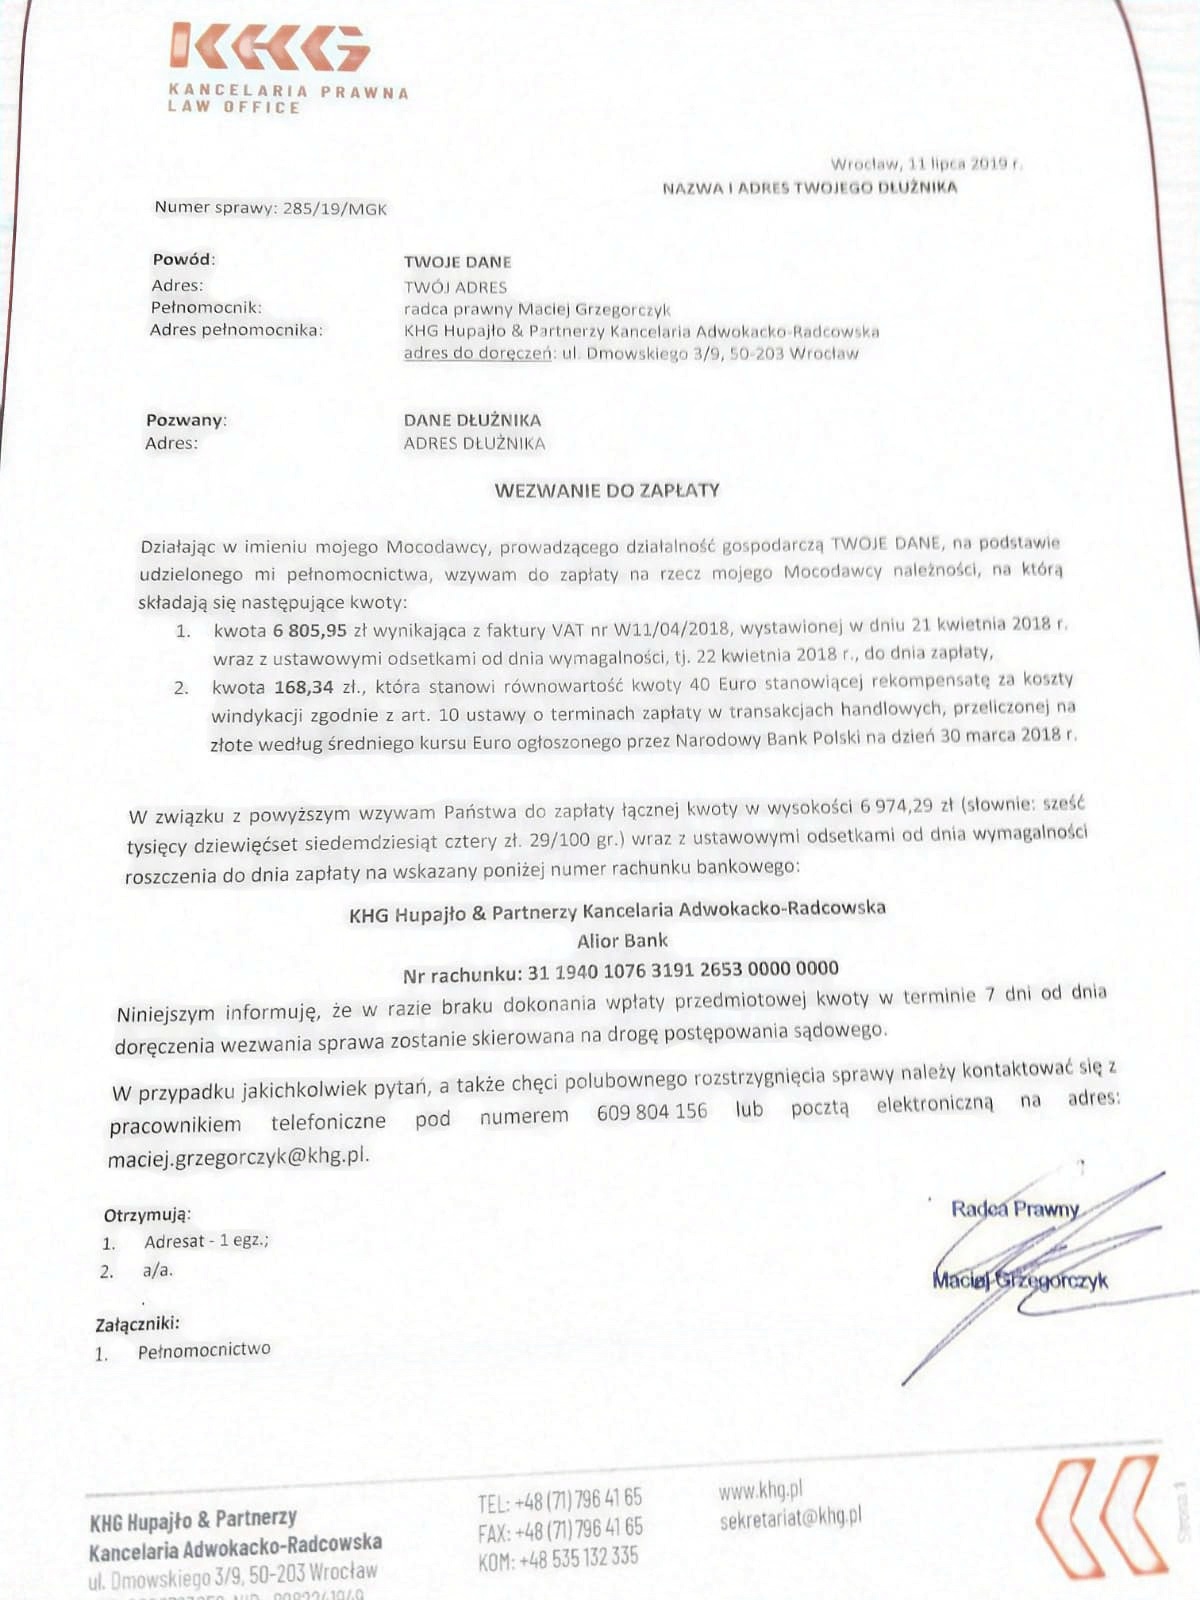 KHG
KANCELARIA PRAWNA
LAW OFFICE
Wrocław, 11 lipca 2019 r.
NAZWA I ADRES TWOJEGO DŁUŻNIKA
Numer sprawy: 285/19/MGK
Powód: TWOJE DANE
Adres: TWÓJ ADRES
Pełnomocnik: radca prawny Maciej Grzegorczyk
Adres pełnomocnika: KHG Hupajło & Partnerzy Kancelaria Adwokacko-Radcowska
adres do doręczeń: ul. Dmowskiego 3/9, 50-203 Wrocław
Pozwany: DANE DŁUŻNIKA
Adres: ADRES DŁUŻNIKA
WEZWANIE DO ZAPŁATY
Działając w imieniu mojego Mocodawcy, prowadzącego działalność gospodarczą TWOJE DANE, na podstawie
udzielonego mi pełnomocnictwa, wzywam do zapłaty na rzecz mojego Mocodawcy należności, na którą
składają się następujące kwoty:
1. kwota 6 805,95 zł wynikająca z faktury VAT nr W11/04/2018, wystawionej w dniu 21 kwietnia 2018 r.
wraz z ustawowymi odsetkami od dnia wymagalności, tj. 22 kwietnia 2018 r., do dnia zapłaty,
2. kwota 168,34 zł., która stanowi równowartość kwoty 40 Euro stanowiącej rekompensatę za koszty
windykacji zgodnie z art. 10 ustawy o terminach zapłaty w transakcjach handlowych, przeliczonej na
złote według średniego kursu Euro ogłoszonego przez Narodowy Bank Polski na dzień 30 marca 2018 r.
W związku z powyższym wzywam Państwa do zapłaty łącznej kwoty w wysokości 6 974,29 zł (słownie: sześć
tysięcy dziewięćset siedemdziesiąt cztery zł. 29/100 gr.) wraz z ustawowymi odsetkami od dnia wymagalności
roszczenia do dnia zapłaty na wskazany poniżej numer rachunku bankowego:
KHG Hupajło & Partnerzy Kancelaria Adwokacko-Radcowska
Alior Bank
Nr rachunku: 31 1940 1076 3191 2653 0000 0000
Niniejszym informuję, że w razie braku dokonania wpłaty przedmiotowej kwoty w terminie 7 dni od dnia
doręczenia wezwania sprawa zostanie skierowana na drogę postępowania sądowego.
W przypadku jakichkolwiek pytań, a także chęci polubownego rozstrzygnięcia sprawy należy kontaktować się z
pracownikiem telefoniczne pod numerem 609 804 156 lub pocztą elektroniczną na adres:
maciej.grzegorczyk@khg.pl.
Radca Prawny
Maciej Grzegorczyk
Otrzymują:
1. Adresat - 1 egz.;
2. a/a.
Załączniki:
1. Pełnomocnictwo
KHG Hupajło & Partnerzy
Kancelaria Adwokacko-Radcowska
ul. Dmowskiego 3/9, 50-203 Wrocław
TEL: +48 (71) 796 41 65
FAX: +48 (71) 796 41 65
KOM: +48 535 132 335
www.khg.pl
sekretariat@khg.pl
Strona 1